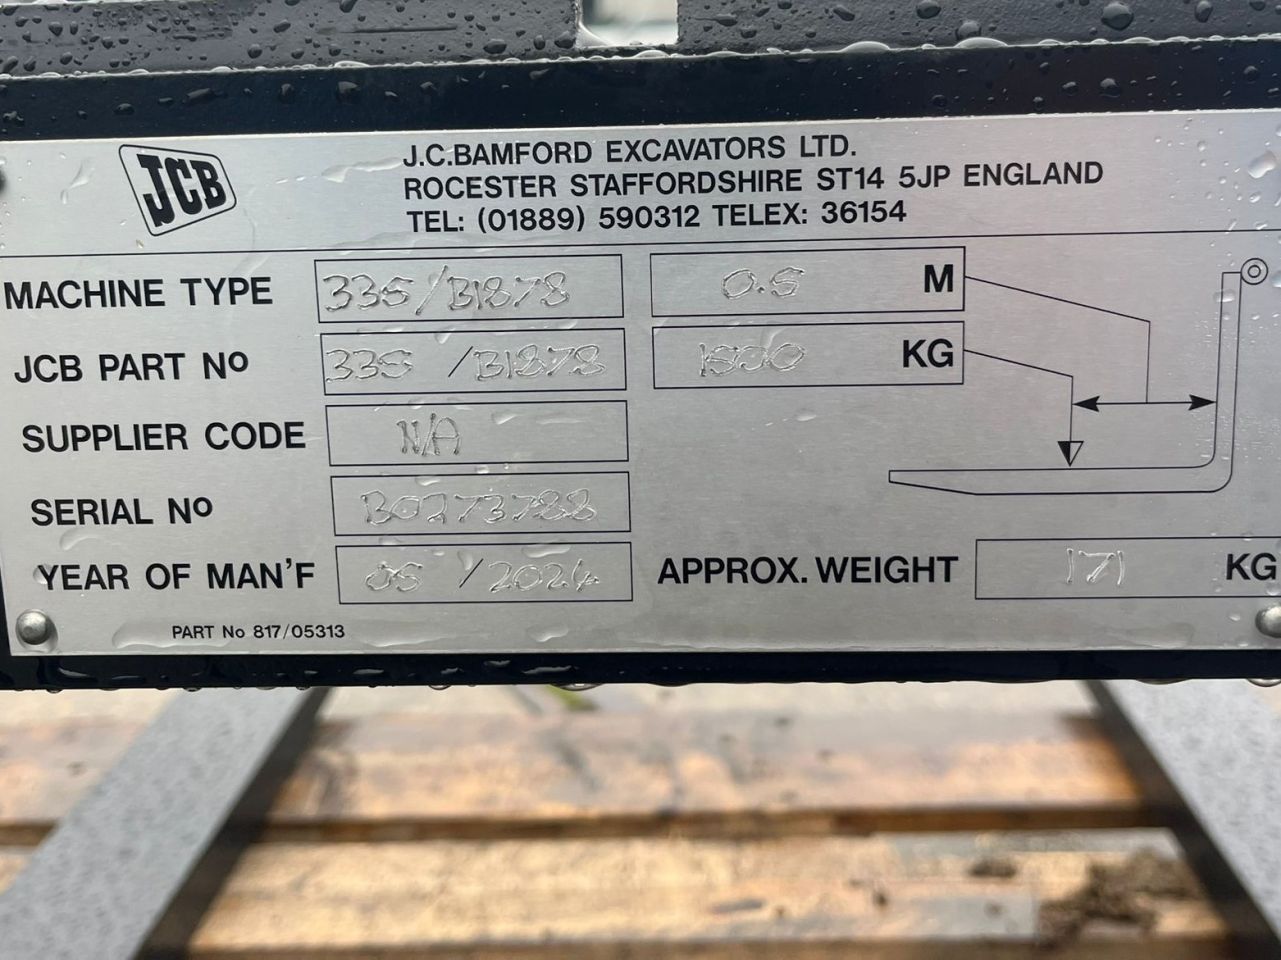 JCB
J.C.BAMFORD EXCAVATORS LTD.
ROCESTER STAFFORDSHIRE ST14 5JP ENGLAND
TEL: (01889) 590312 TELEX: 36154
MACHINE TYPE 335/B1878 0.5 M
JCB PART No 335 /B1878 1500 KG
SUPPLIER CODE N/A
SERIAL No B0273788
YEAR OF MAN'F 05 /2024 APPROX. WEIGHT 171 KG
PART No 817/05313